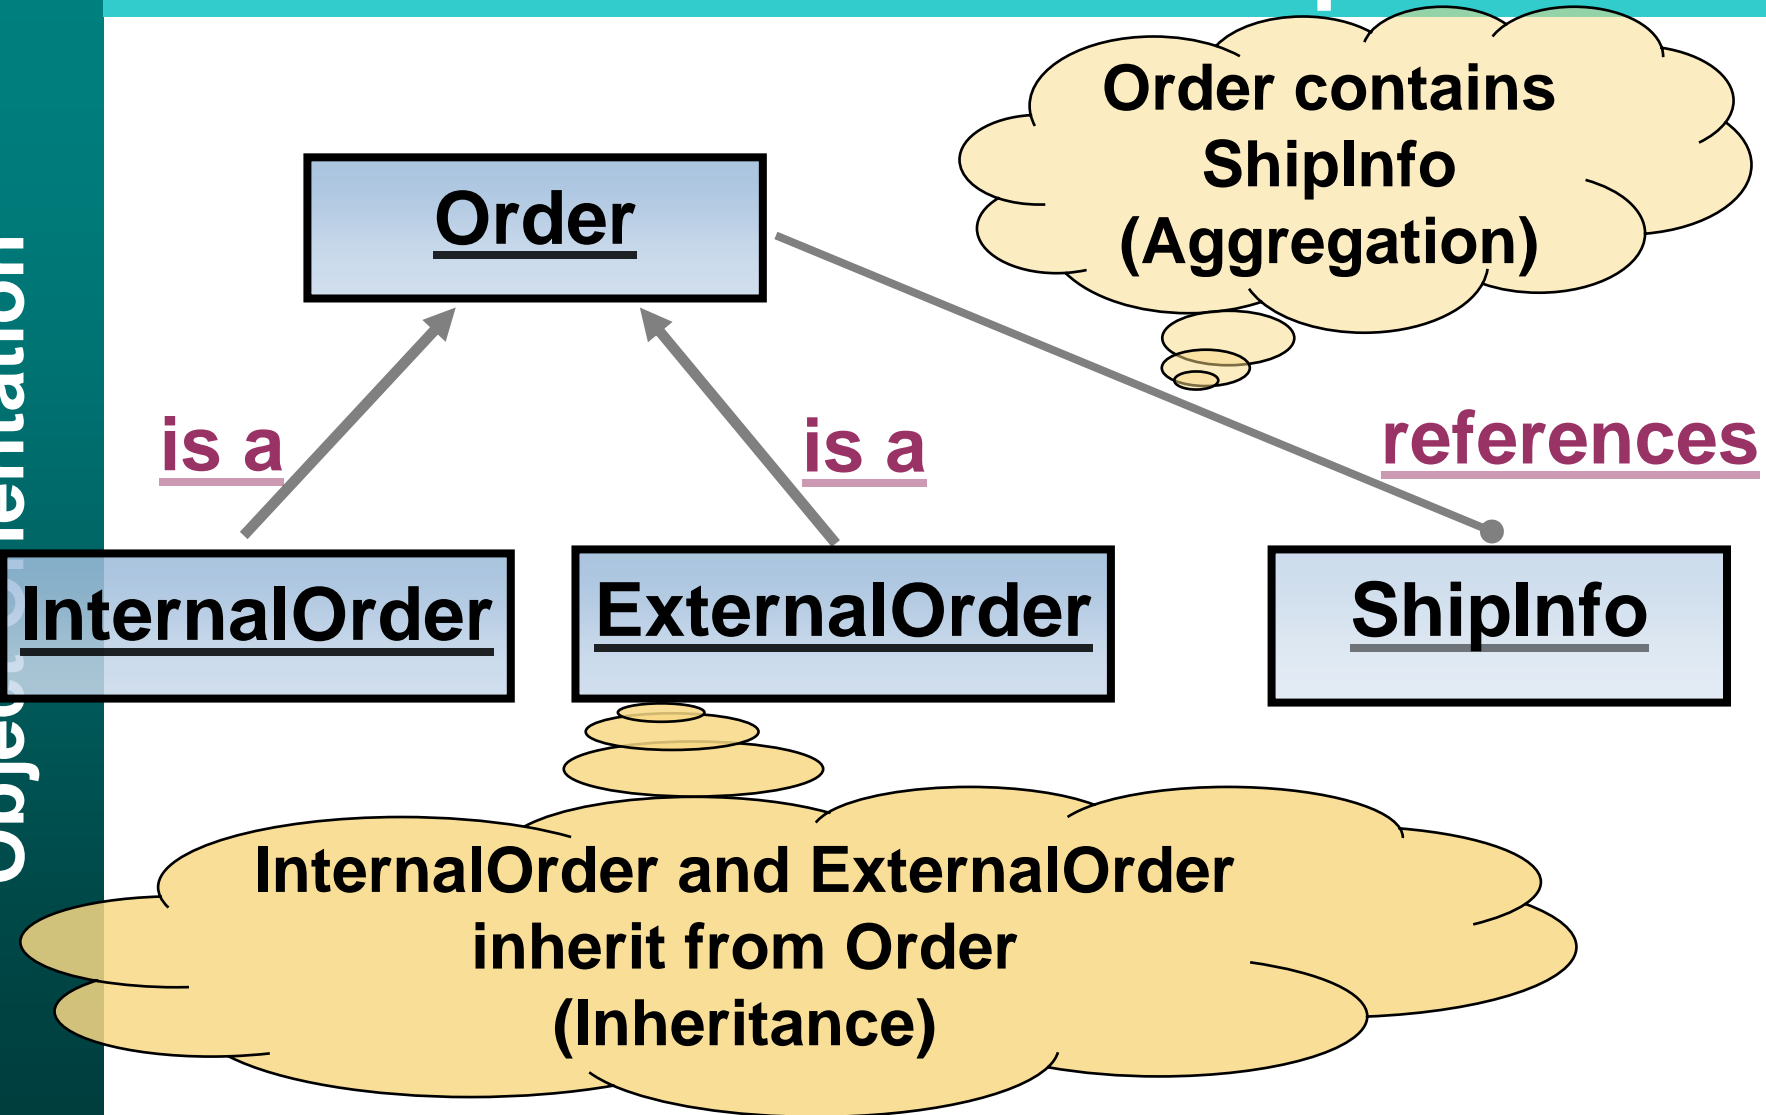 Order contains
ShipInfo
(Aggregation)
Order
is a
is a
references
InternalOrder
ExternalOrder
ShipInfo
InternalOrder and ExternalOrder
inherit from Order
(Inheritance)